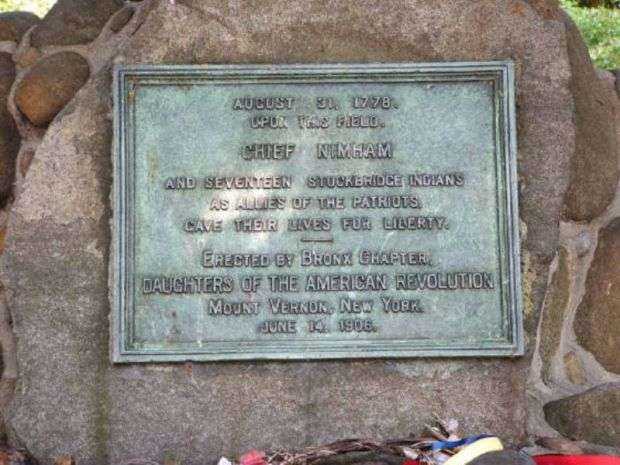 AUGUST 31. 1778.
UPON THIS FIELD.
CHIEF NIMHAM
AND SEVENTEEN STOCKBRIDGE INDIANS
AS ALLIES OF THE PATRIOTS,
GAVE THEIR LIVES FOR LIBERTY.
ERECTED BY BRONX CHAPTER,
DAUGHTERS OF THE AMERICAN REVOLUTION
MOUNT VERNON, NEW YORK.
JUNE 14, 1906.